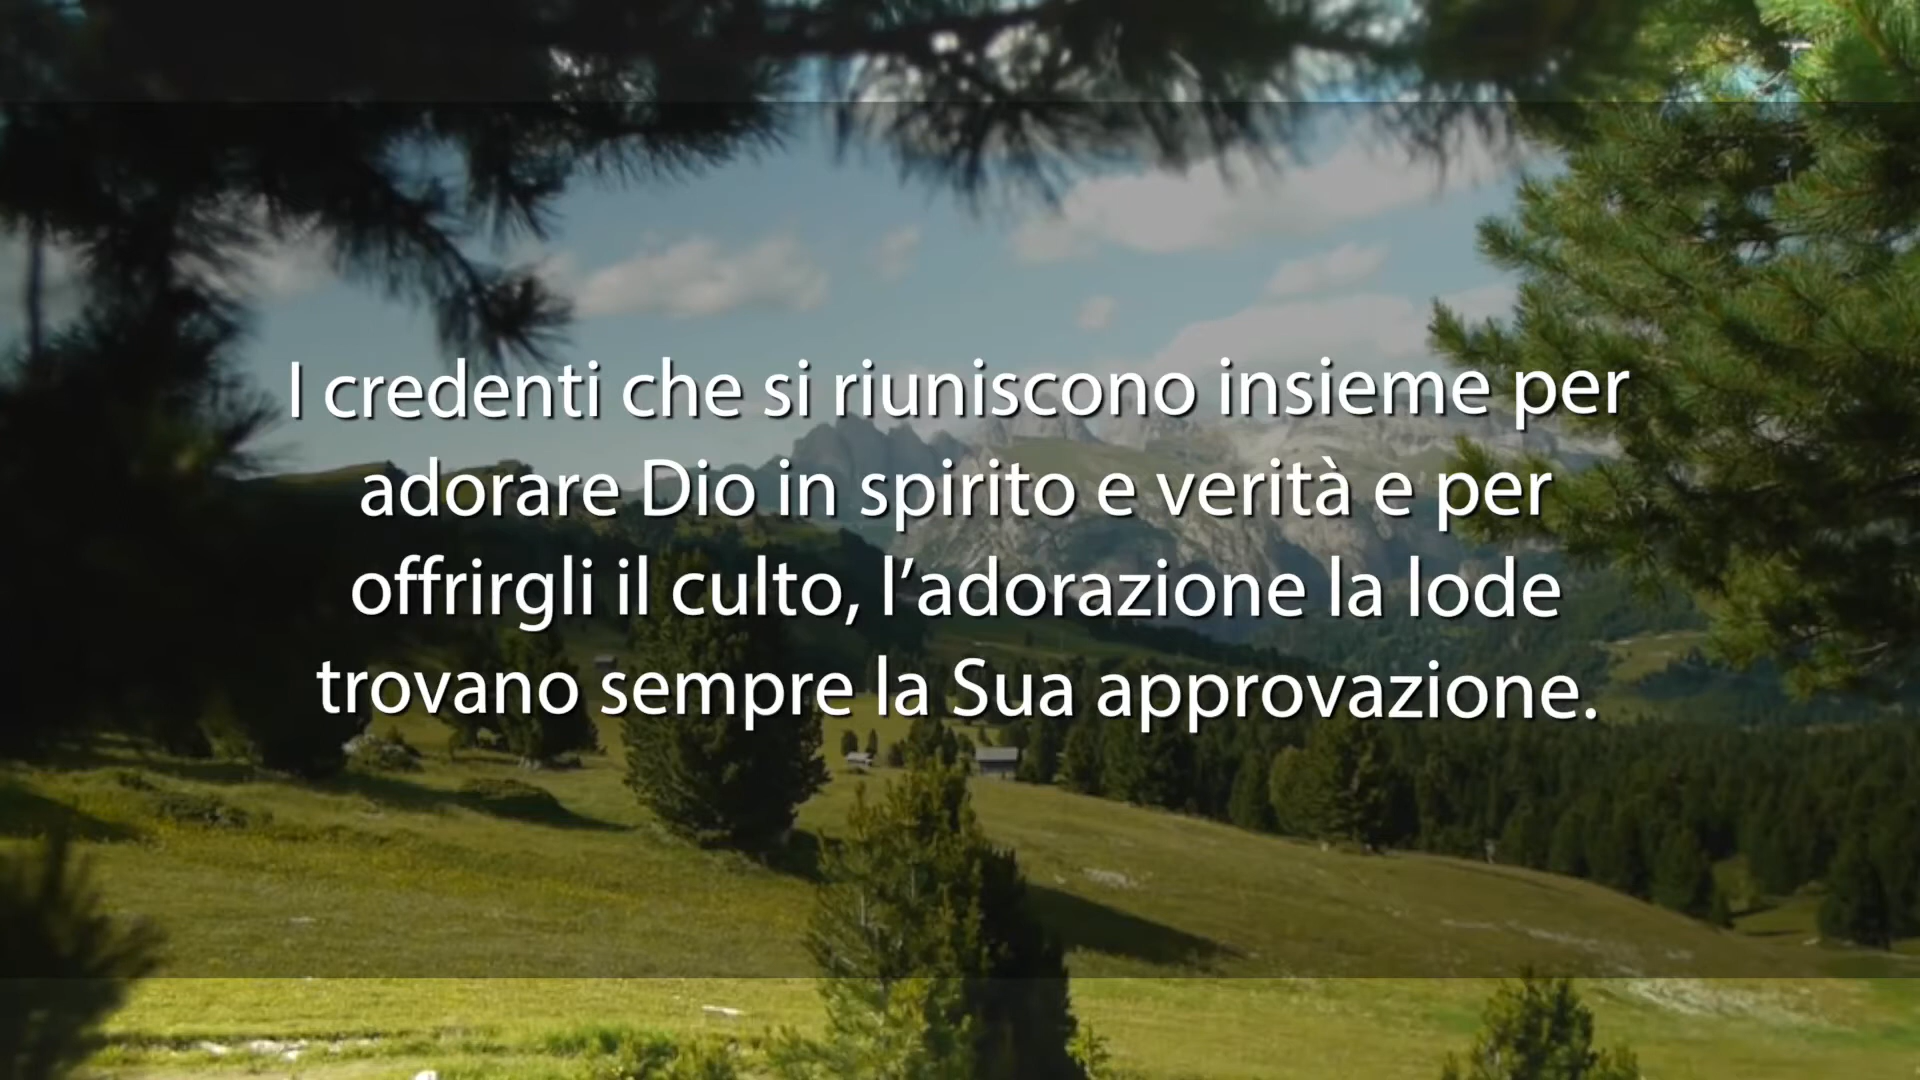 I credenti che si riuniscono insieme per
adorare Dio in spirito e verità e per
offrirgli il culto, l’adorazione la lode
trovano sempre la Sua approvazione.